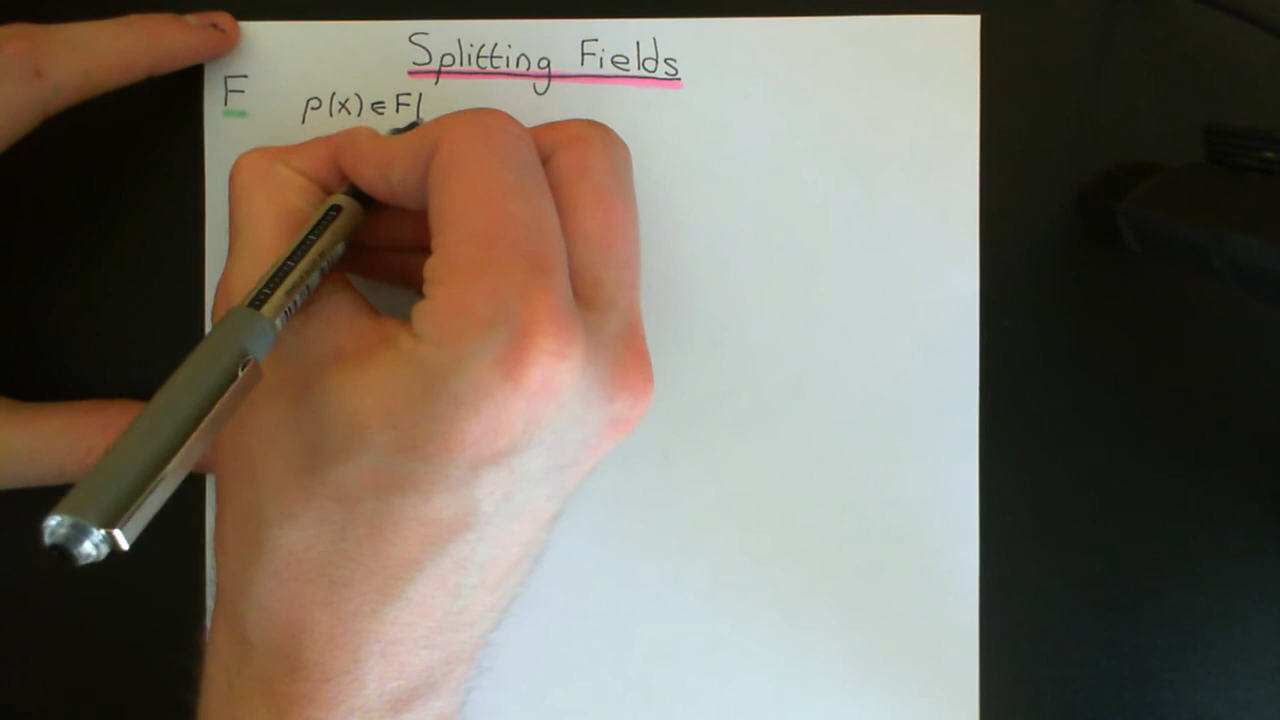 Splitting Fields
F p(x) ∈ F[